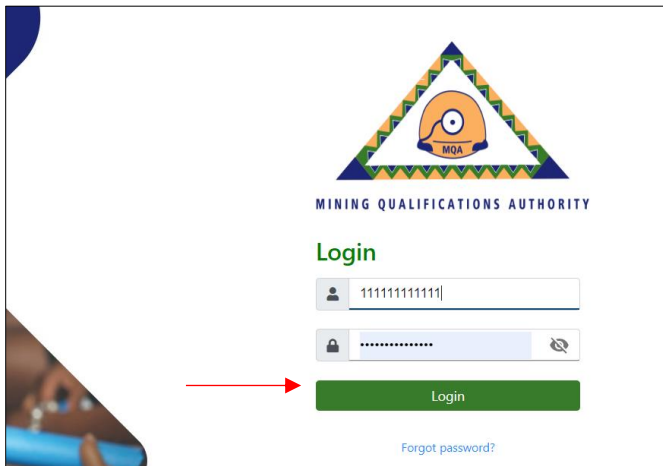 MQA
MINING QUALIFICATIONS AUTHORITY
Login
111111111111
•••••••••••••••
Login
Forgot password?